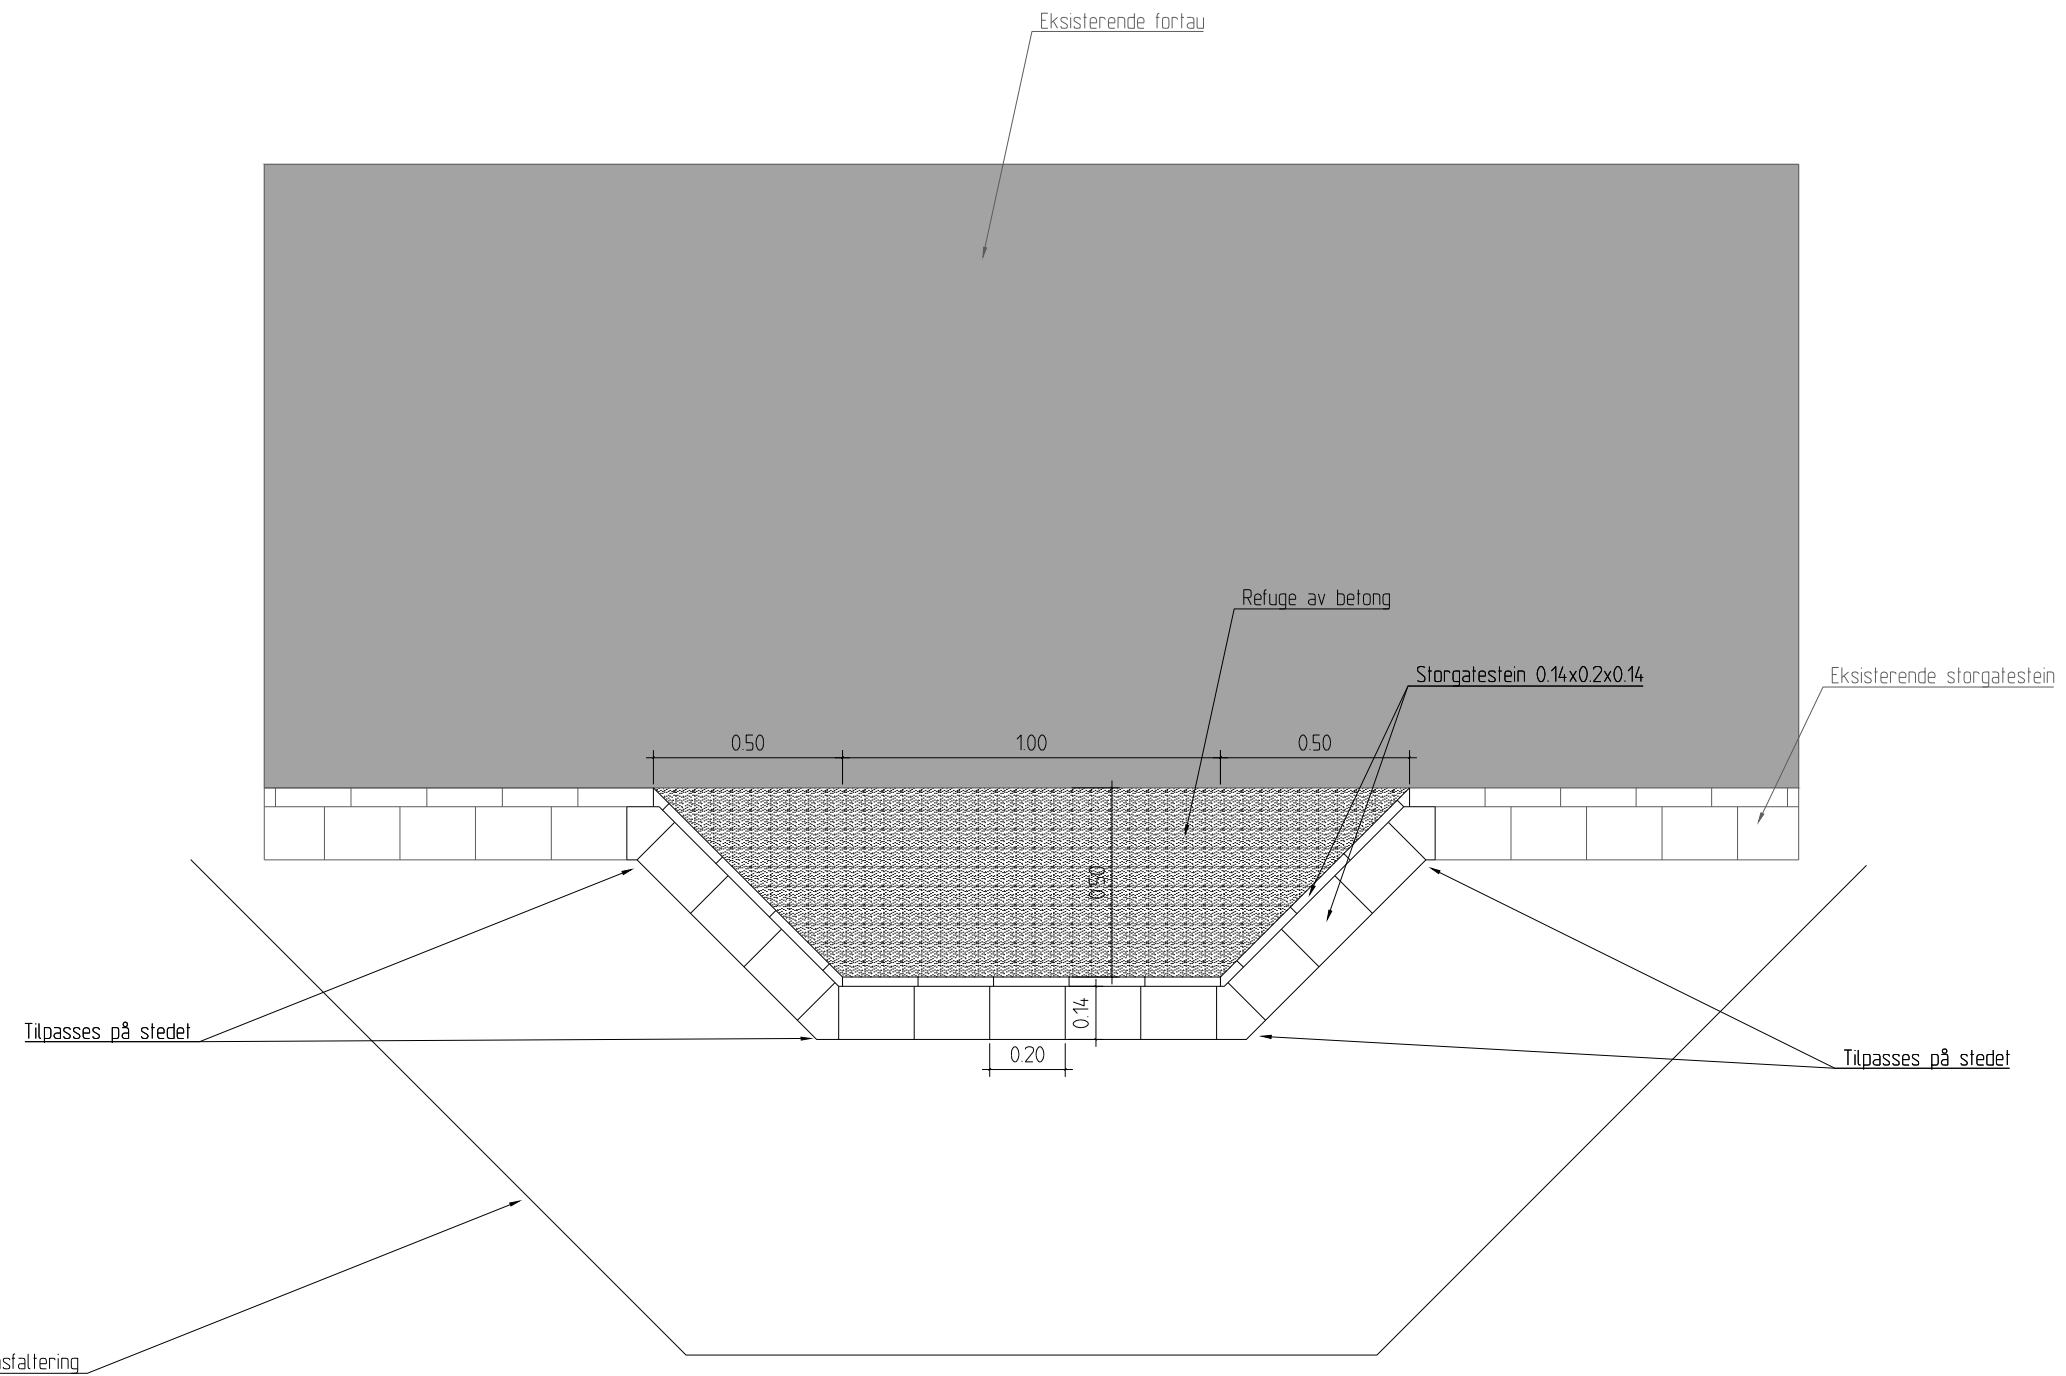 Eksisterende fortau
Refuge av betong
Storgatestein 0.14x0.2x0.14
Eksisterende storgatestein
0.50
1.00
0.50
0.50
0.14
0.20
Tilpasses på stedet
Tilpasses på stedet
sfaltering